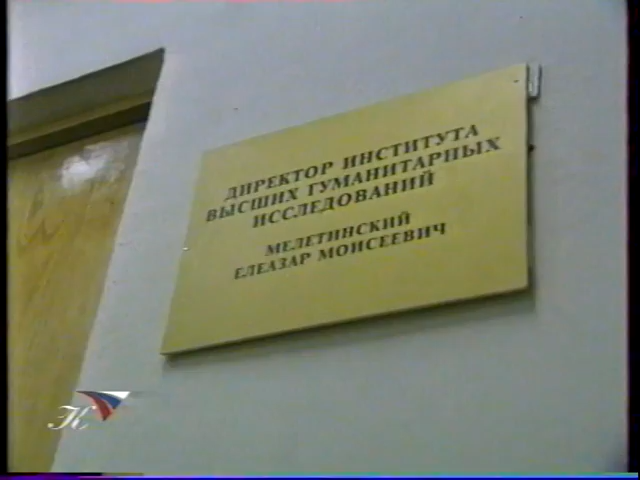 ДИРЕКТОР ИНСТИТУТА
ВЫСШИХ ГУМАНИТАРНЫХ
ИССЛЕДОВАНИЙ
МЕЛЕТИНСКИЙ
ЕЛЕАЗАР МОИСЕЕВИЧ
К